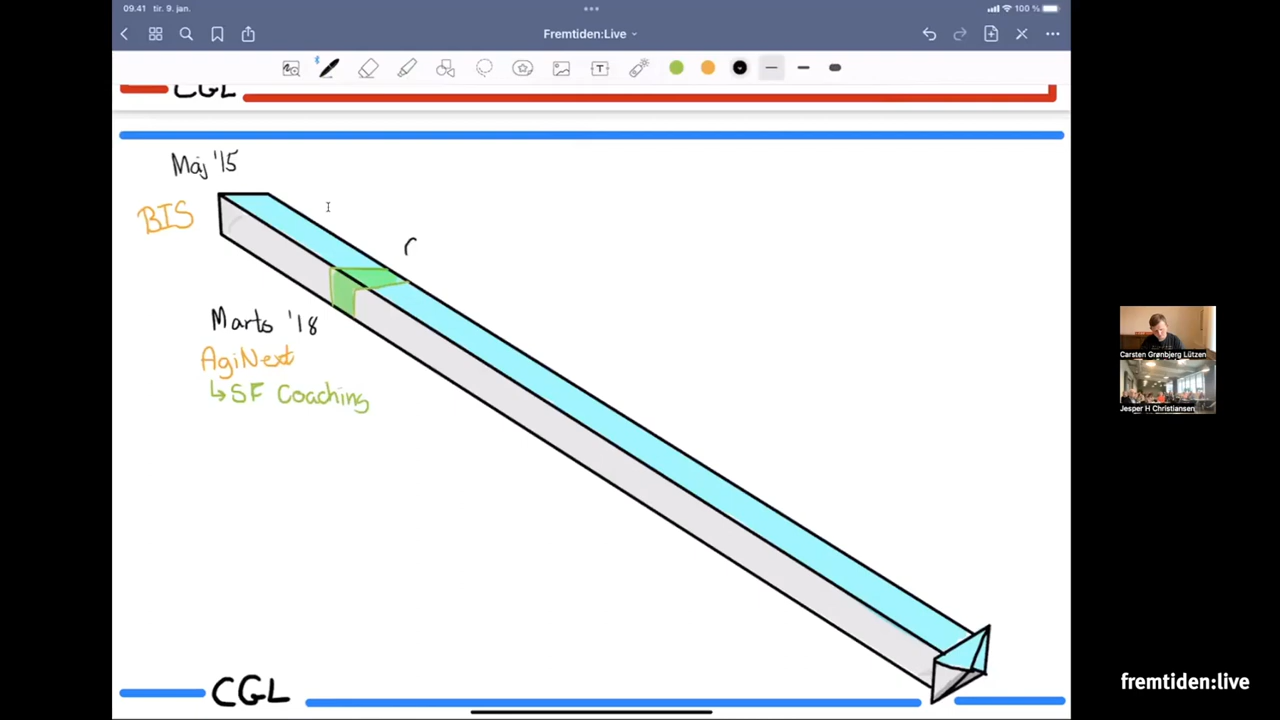 09.41 tir. 9. jan.
100 %
Fremtiden:Live
T
CGL
Maj '15
BIS
r
Marts '18
AgiNext
↳SF Coaching
CGL
Carsten Grønbjerg Lützen
Jesper H Christiansen
fremtiden:live